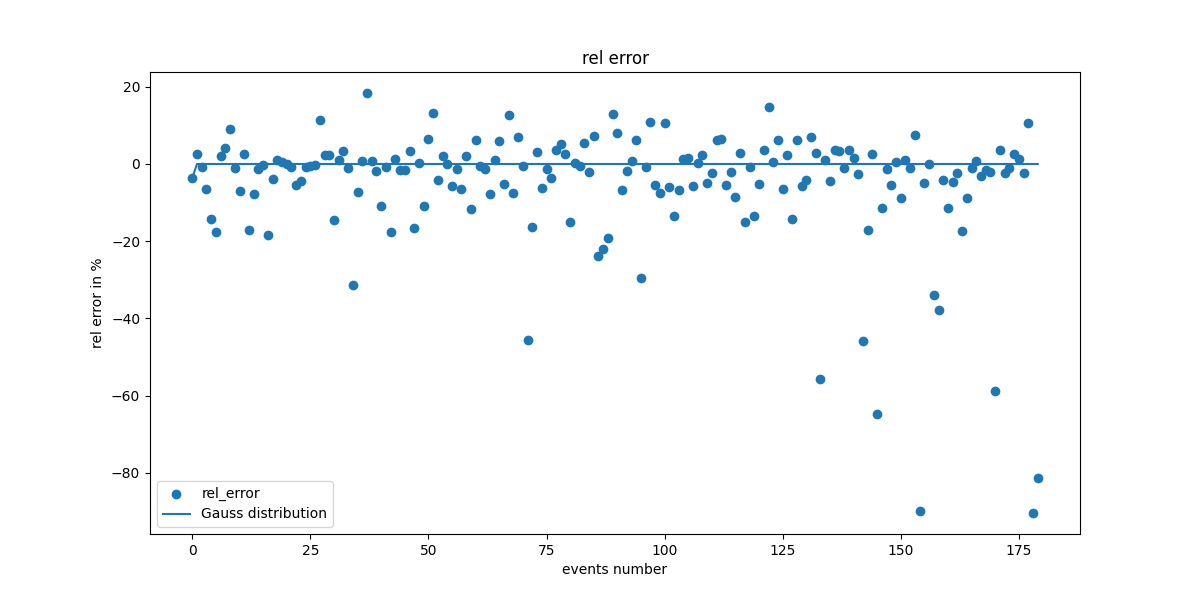 rel error
rel error in %
20
0
−20
−40
−60
−80
rel_error
Gauss distribution
0 25 50 75 100 125 150 175
events number